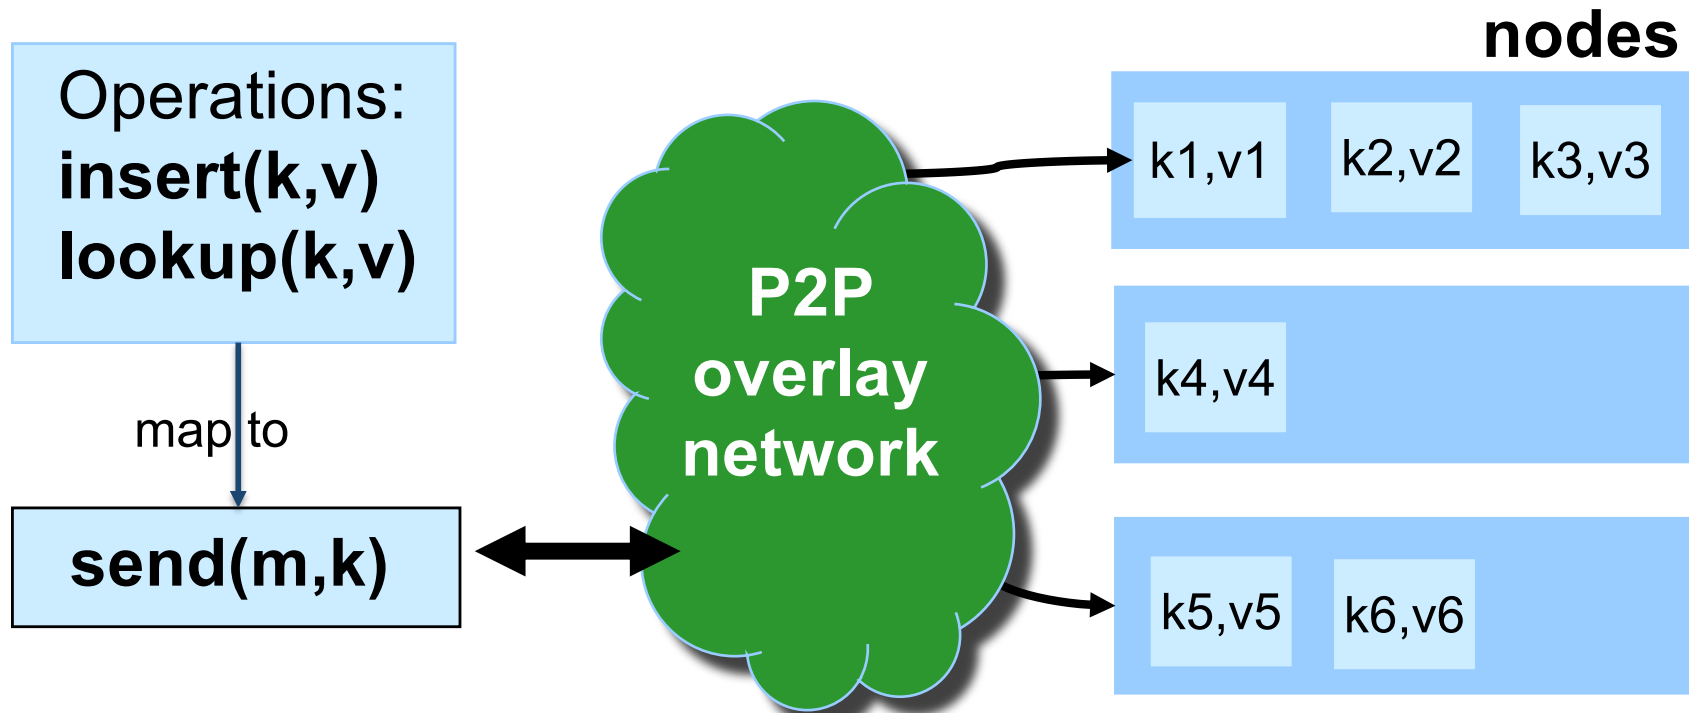 nodes
Operations:
insert(k,v)
lookup(k,v)
map to
send(m,k)
P2P
overlay
network
k1,v1
k2,v2
k3,v3
k4,v4
k5,v5
k6,v6